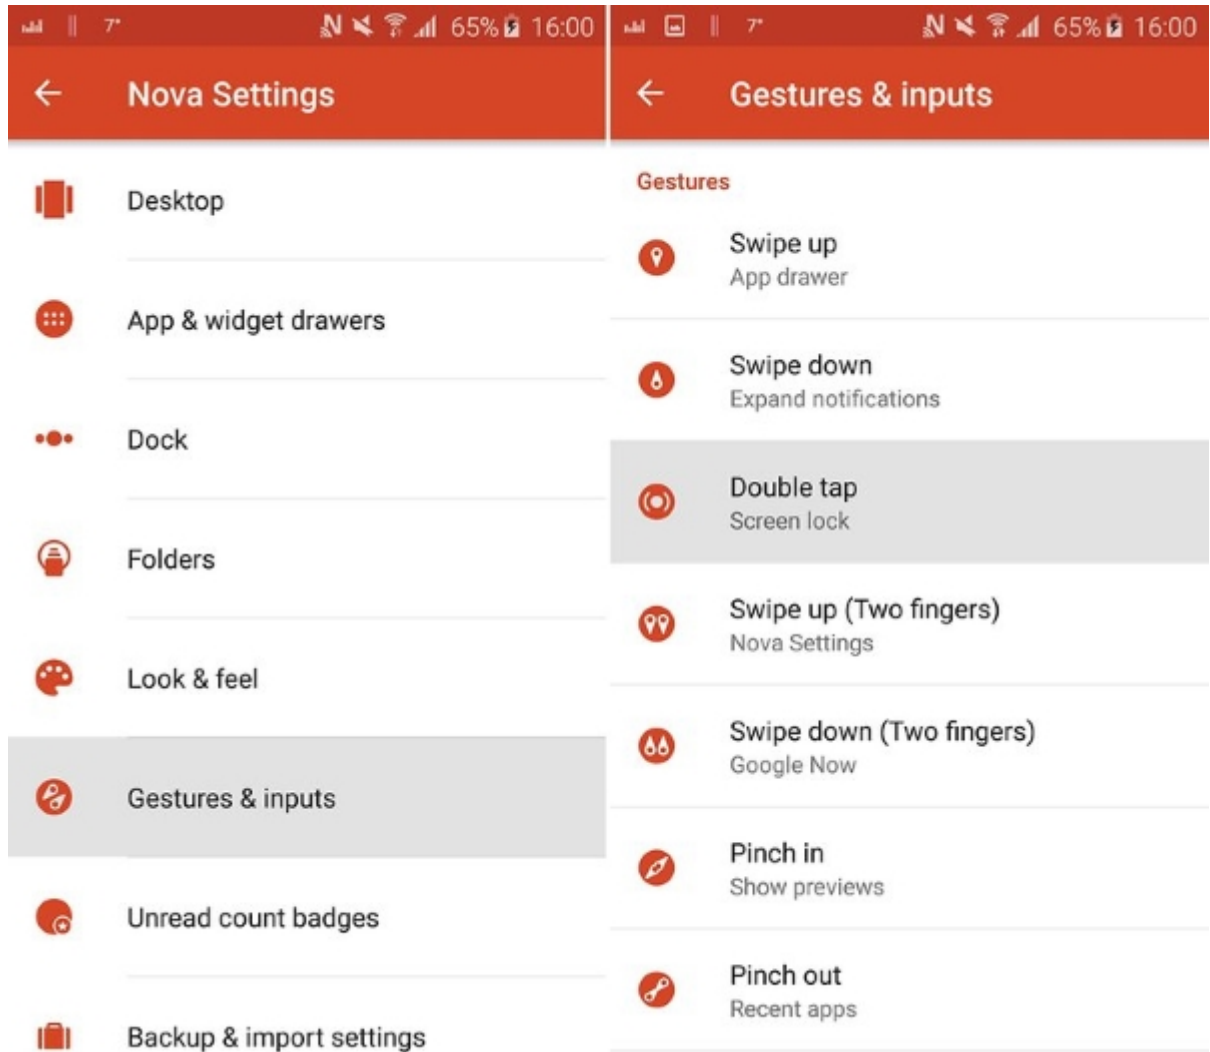 7°
65%
16:00
Nova Settings
Desktop
App & widget drawers
Dock
Folders
Look & feel
Gestures & inputs
Unread count badges
Backup & import settings
7°
65%
16:00
Gestures & inputs
Gestures
Swipe up
App drawer
Swipe down
Expand notifications
Double tap
Screen lock
Swipe up (Two fingers)
Nova Settings
Swipe down (Two fingers)
Google Now
Pinch in
Show previews
Pinch out
Recent apps